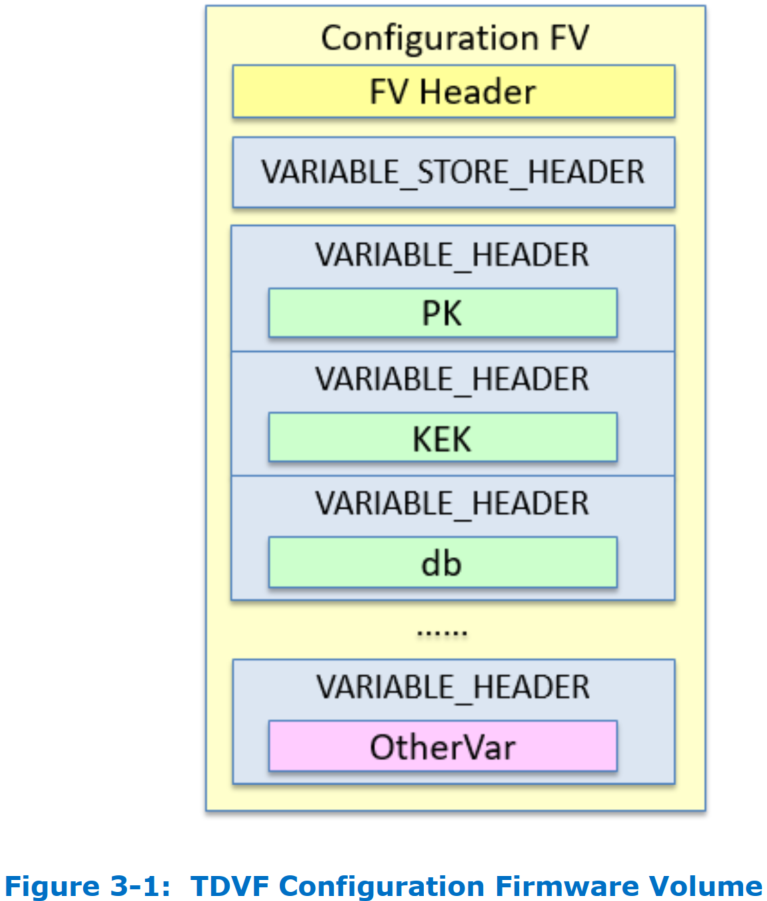 Configuration FV
FV Header
VARIABLE_STORE_HEADER
VARIABLE_HEADER
PK
VARIABLE_HEADER
KEK
VARIABLE_HEADER
db
......
VARIABLE_HEADER
OtherVar
Figure 3-1: TDVF Configuration Firmware Volume